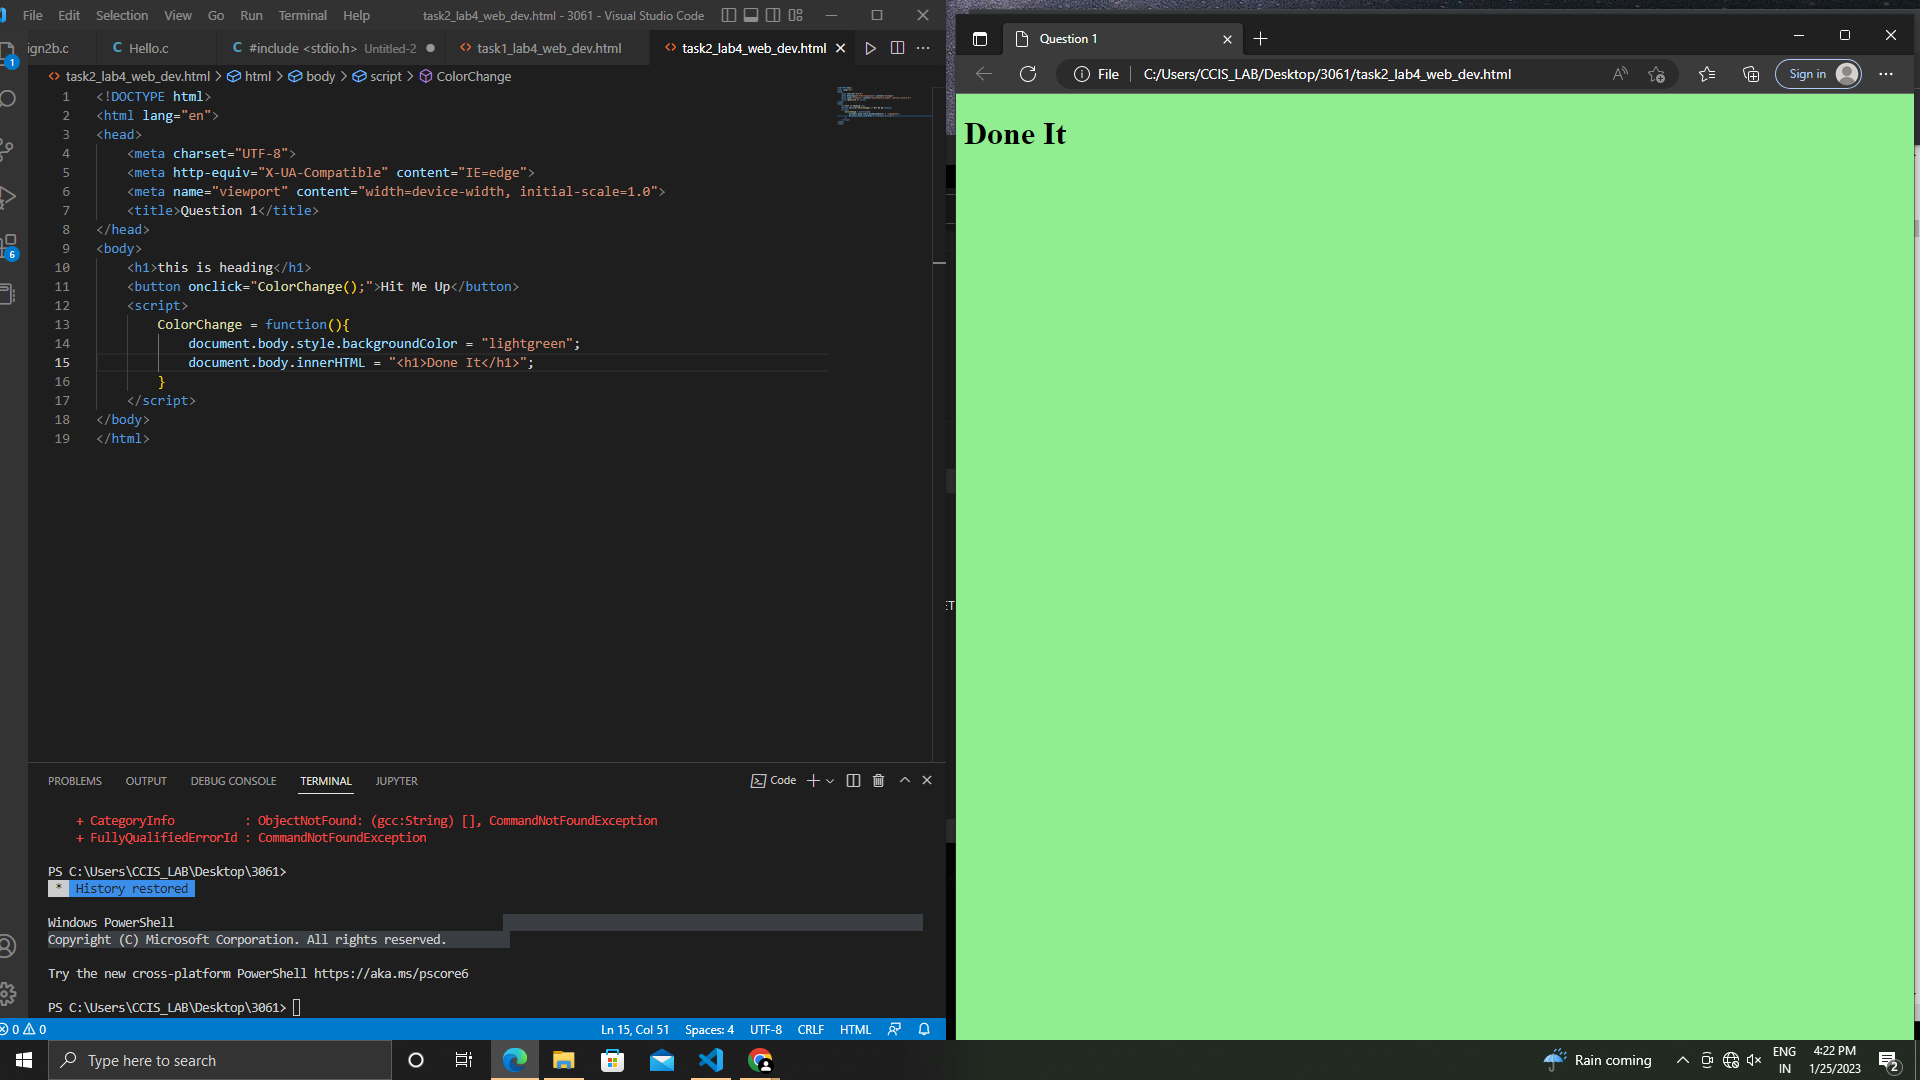 File Edit Selection View Go Run Terminal Help task2_lab4_web_dev.html - 3061 - Visual Studio Code
ign2b.c C Hello.c C #include <stdio.h> Untitled-2 task1_lab4_web_dev.html task2_lab4_web_dev.html
task2_lab4_web_dev.html > html > body > script > ColorChange
1 <!DOCTYPE html>
2 <html lang="en">
3 <head>
4 <meta charset="UTF-8">
5 <meta http-equiv="X-UA-Compatible" content="IE=edge">
6 <meta name="viewport" content="width=device-width, initial-scale=1.0">
7 <title>Question 1</title>
8 </head>
9 <body>
10 <h1>this is heading</h1>
11 <button onclick="ColorChange();">Hit Me Up</button>
12 <script>
13 ColorChange = function(){
14 document.body.style.backgroundColor = "lightgreen";
15 document.body.innerHTML = "<h1>Done It</h1>";
16 }
17 </script>
18 </body>
19 </html>
1
6
PROBLEMS OUTPUT DEBUG CONSOLE TERMINAL JUPYTER Code
+ CategoryInfo : ObjectNotFound: (gcc:String) [], CommandNotFoundException
+ FullyQualifiedErrorId : CommandNotFoundException
PS C:\Users\CCIS_LAB\Desktop\3061>
* History restored
Windows PowerShell
Copyright (C) Microsoft Corporation. All rights reserved.
Try the new cross-platform PowerShell https://aka.ms/pscore6
PS C:\Users\CCIS_LAB\Desktop\3061>
0 0 Ln 15, Col 51 Spaces: 4 UTF-8 CRLF HTML
Question 1
File C:/Users/CCIS_LAB/Desktop/3061/task2_lab4_web_dev.html Sign in
Done It
ET
Type here to search
Rain coming
ENG
IN
4:22 PM
1/25/2023
2